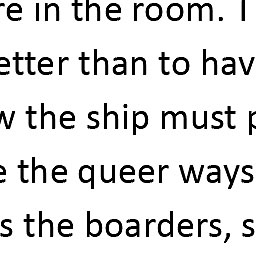 re in the room. T
etter than to hav
w the ship must p
e the queer ways
s the boarders, s